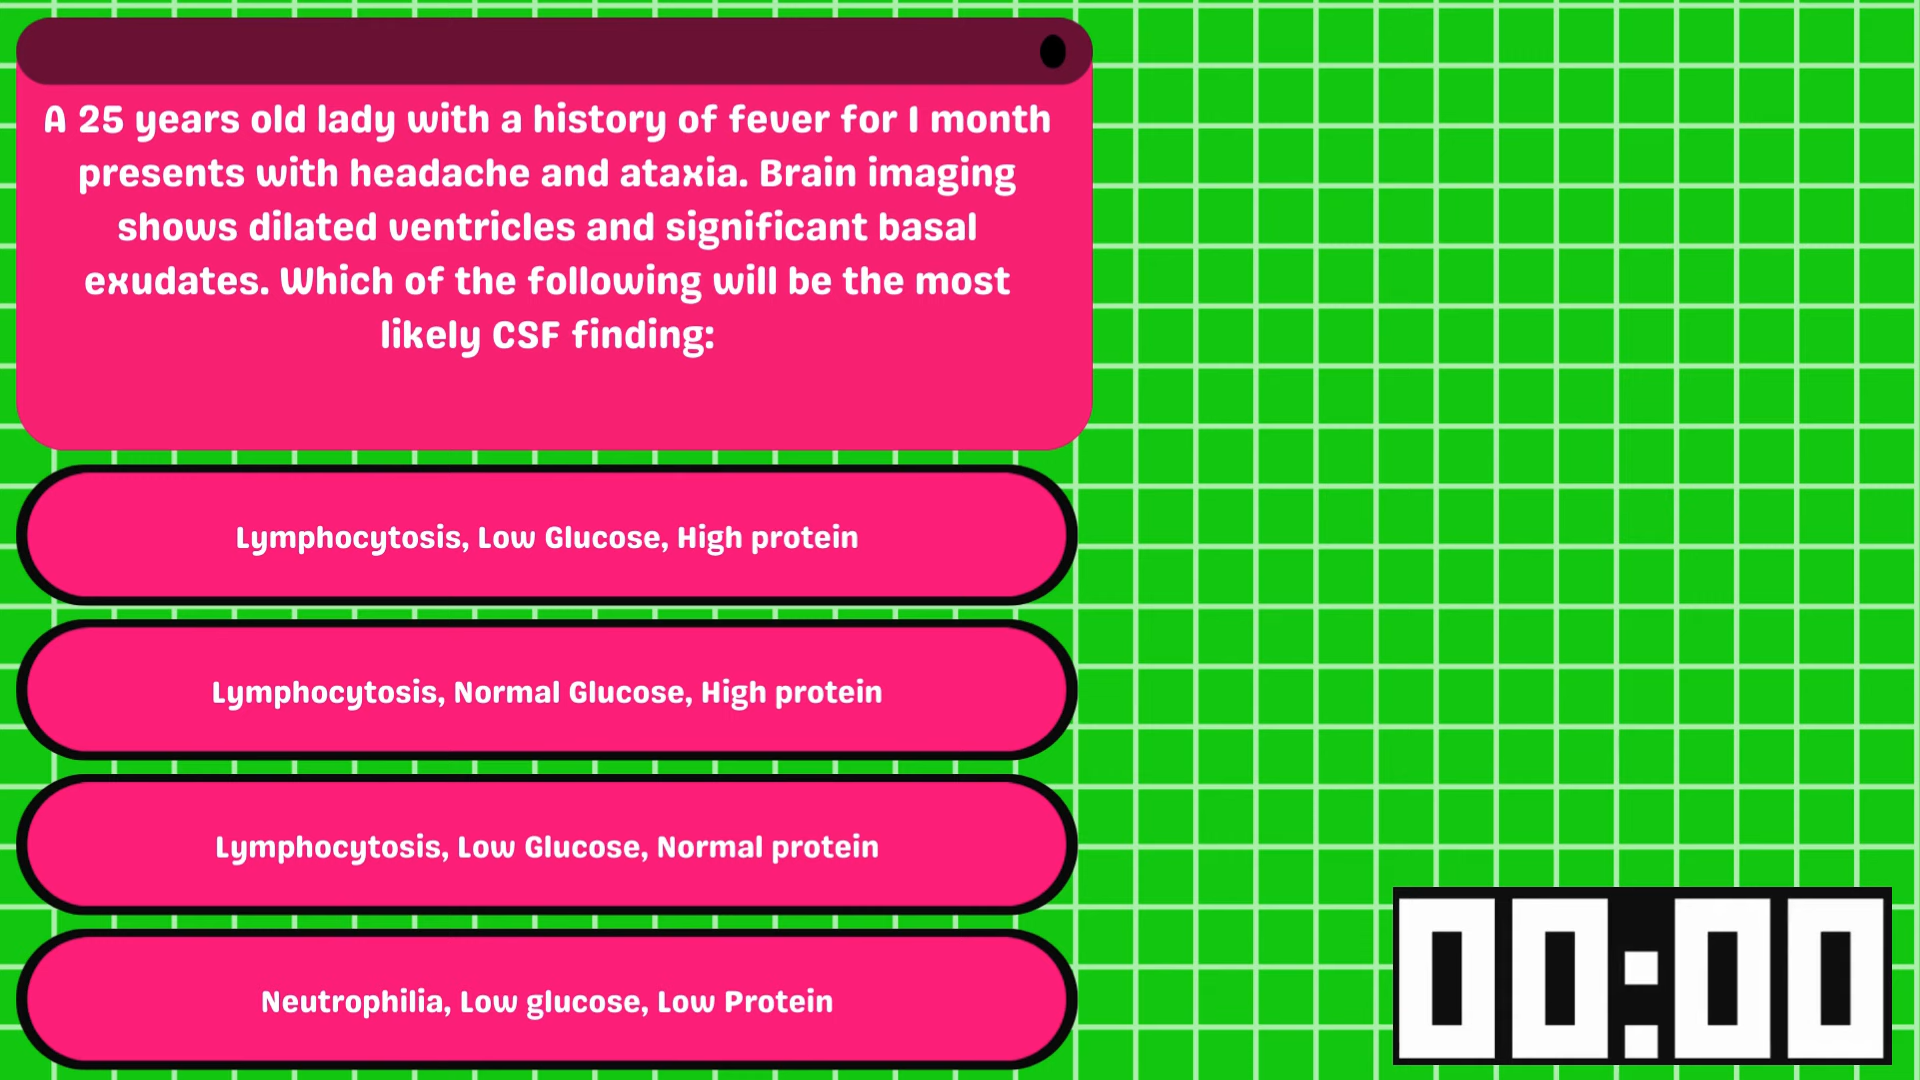 A 25 years old lady with a history of fever for 1 month
presents with headache and ataxia. Brain imaging
shows dilated ventricles and significant basal
exudates. Which of the following will be the most
likely CSF finding:
Lymphocytosis, Low Glucose, High protein
Lymphocytosis, Normal Glucose, High protein
Lymphocytosis, Low Glucose, Normal protein
Neutrophilia, Low glucose, Low Protein
00:00